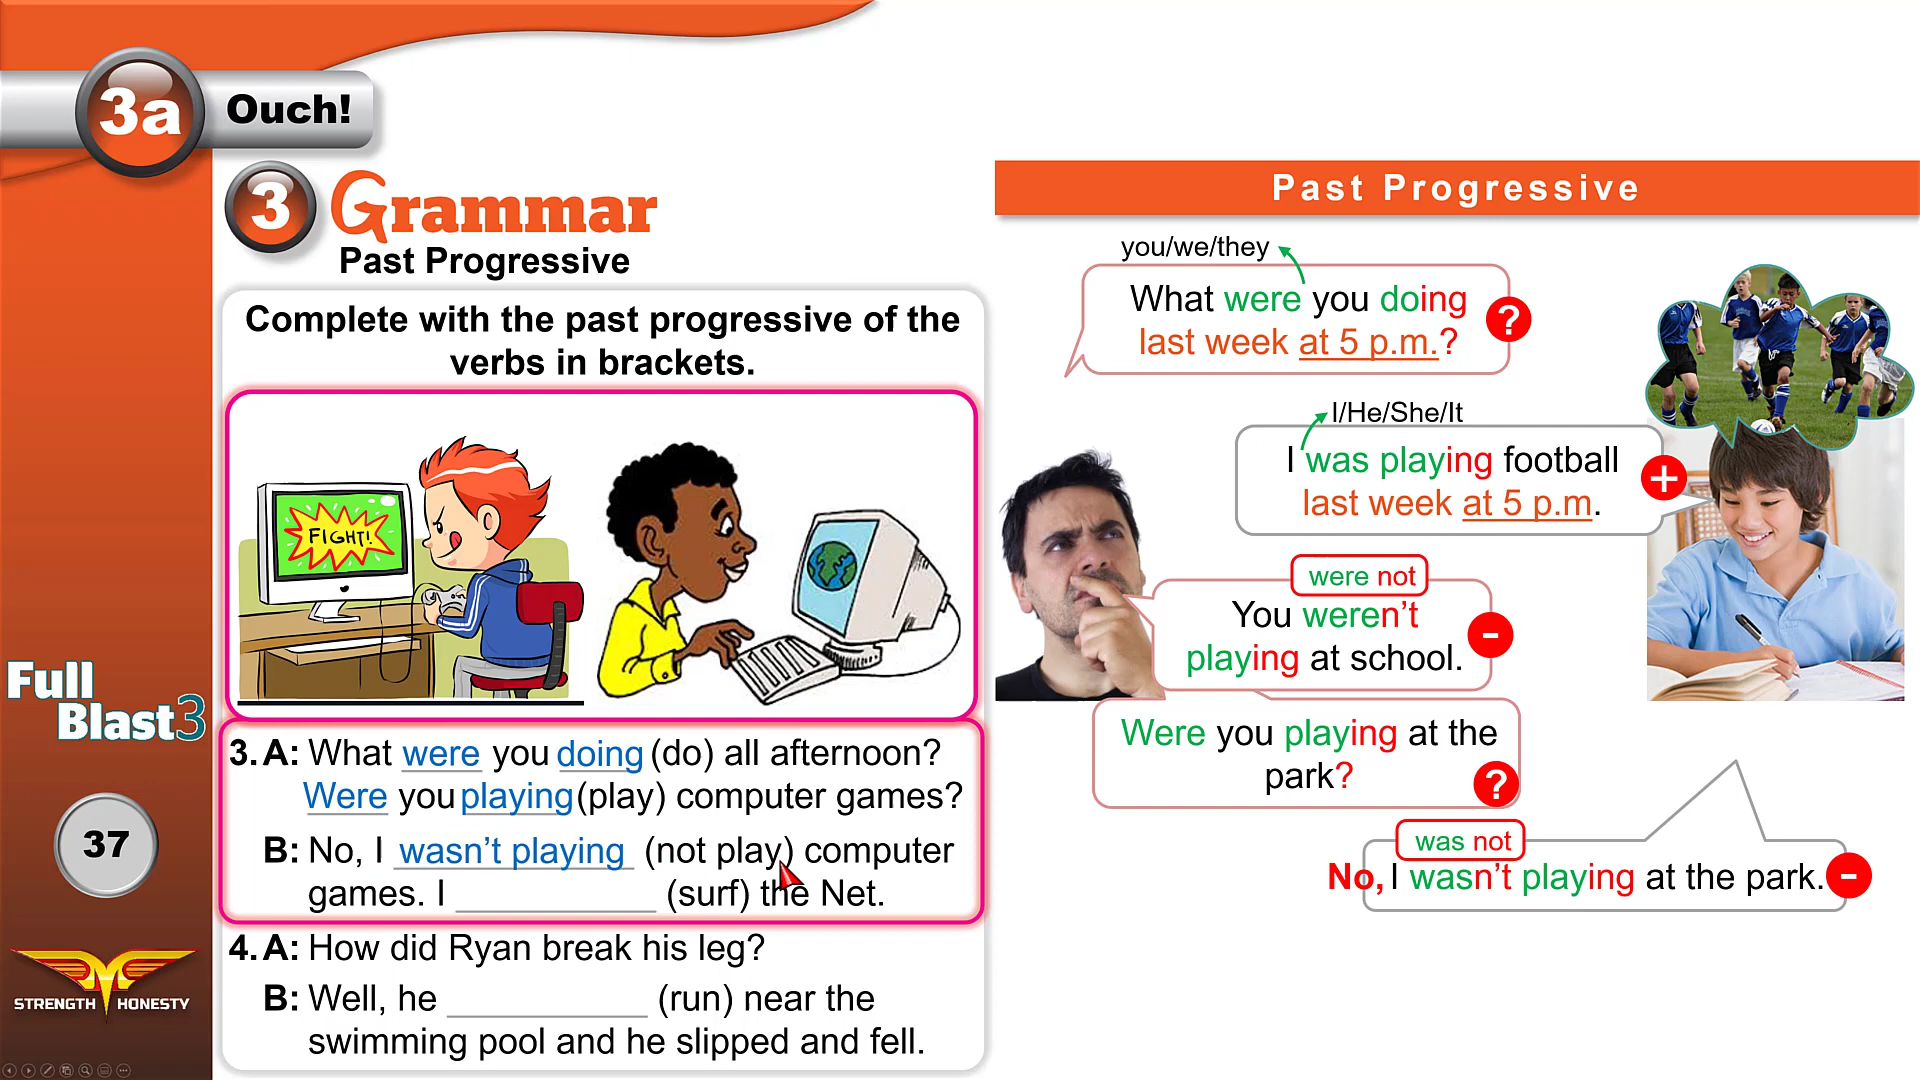 3a Ouch!
3 Grammar
Past Progressive
Complete with the past progressive of the
verbs in brackets.
FIGHT!
3. A: What were you doing (do) all afternoon?
Were you playing (play) computer games?
B: No, I wasn't playing (not play) computer
games. I __________ (surf) the Net.
4. A: How did Ryan break his leg?
B: Well, he __________ (run) near the
swimming pool and he slipped and fell.
Full
Blast3
37
STRENGTH HONESTY
Past Progressive
you/we/they
What were you doing
last week at 5 p.m.?
?
I/He/She/It
I was playing football
last week at 5 p.m.
+
were not
You weren't
playing at school.
-
Were you playing at the
park?
?
was not
No, I wasn't playing at the park.
-